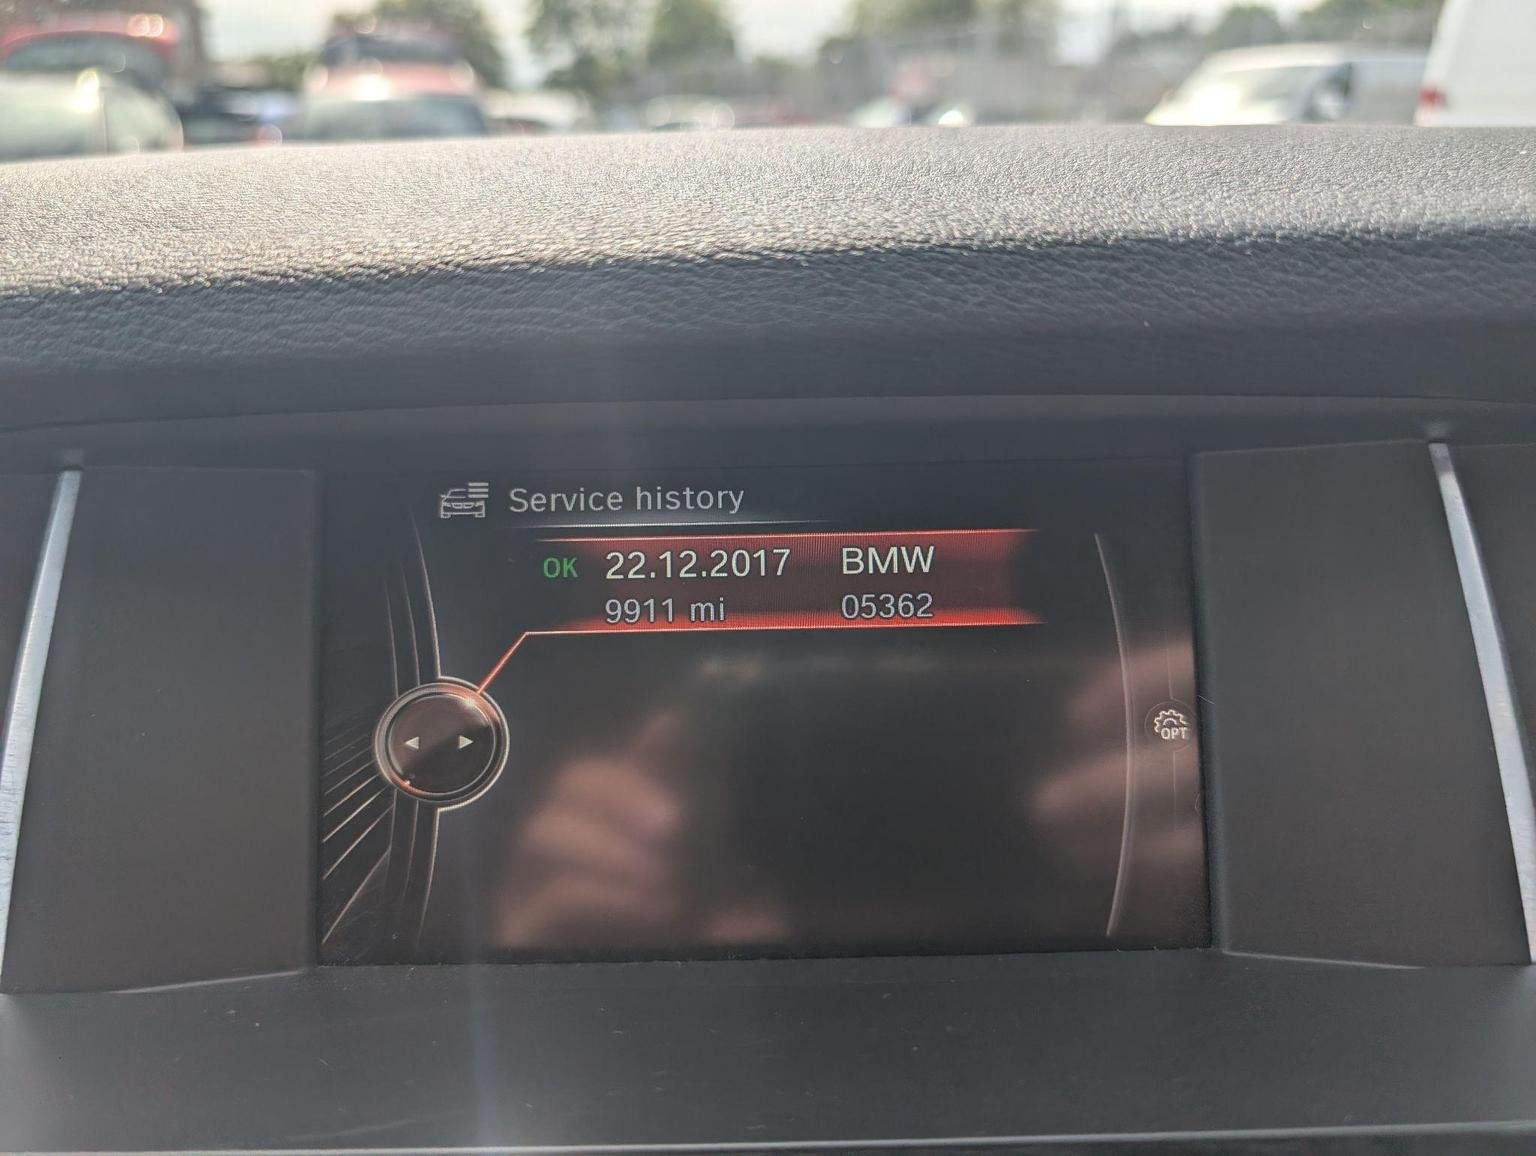 Service history
OK 22.12.2017 BMW
9911 mi 05362
OPT